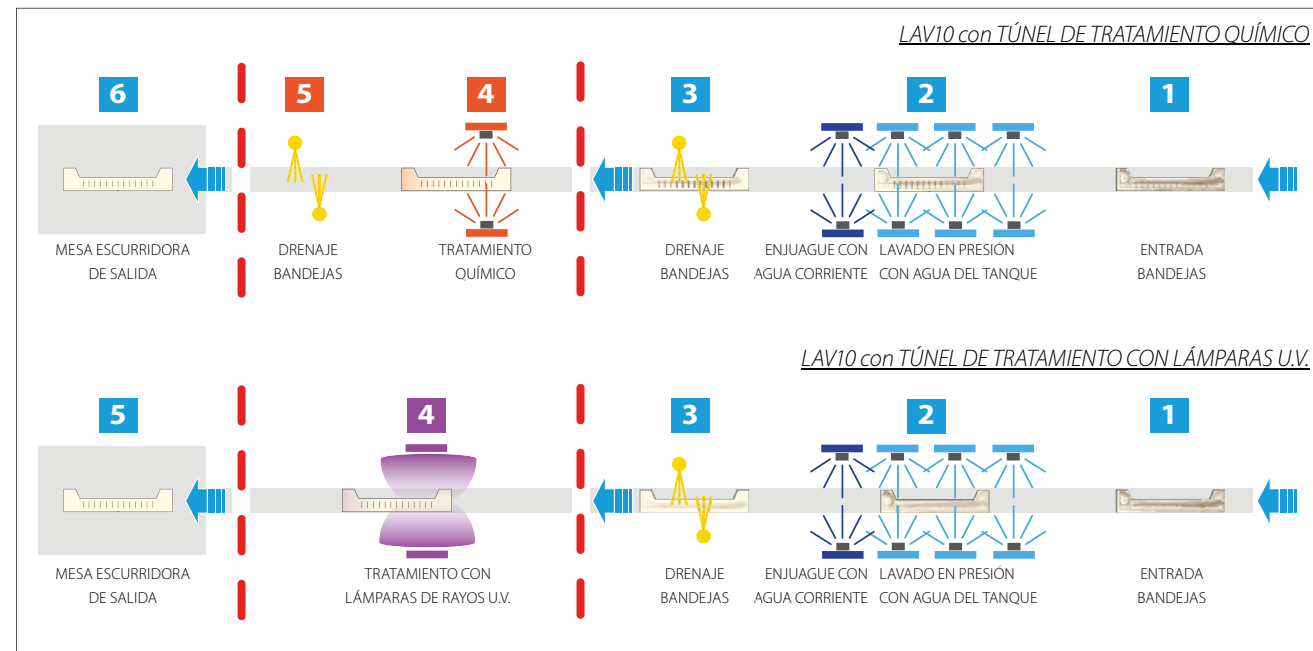 LAV10 con TÚNEL DE TRATAMIENTO QUÍMICO
6
5
4
3
2
1
MESA ESCURRIDORA
DE SALIDA
DRENAJE
BANDEJAS
TRATAMIENTO
QUÍMICO
DRENAJE
BANDEJAS
ENJUAGUE CON
AGUA CORRIENTE
LAVADO EN PRESIÓN
CON AGUA DEL TANQUE
ENTRADA
BANDEJAS
LAV10 con TÚNEL DE TRATAMIENTO CON LÁMPARAS U.V.
5
4
3
2
1
MESA ESCURRIDORA
DE SALIDA
TRATAMIENTO CON
LÁMPARAS DE RAYOS U.V.
DRENAJE
BANDEJAS
ENJUAGUE CON
AGUA CORRIENTE
LAVADO EN PRESIÓN
CON AGUA DEL TANQUE
ENTRADA
BANDEJAS